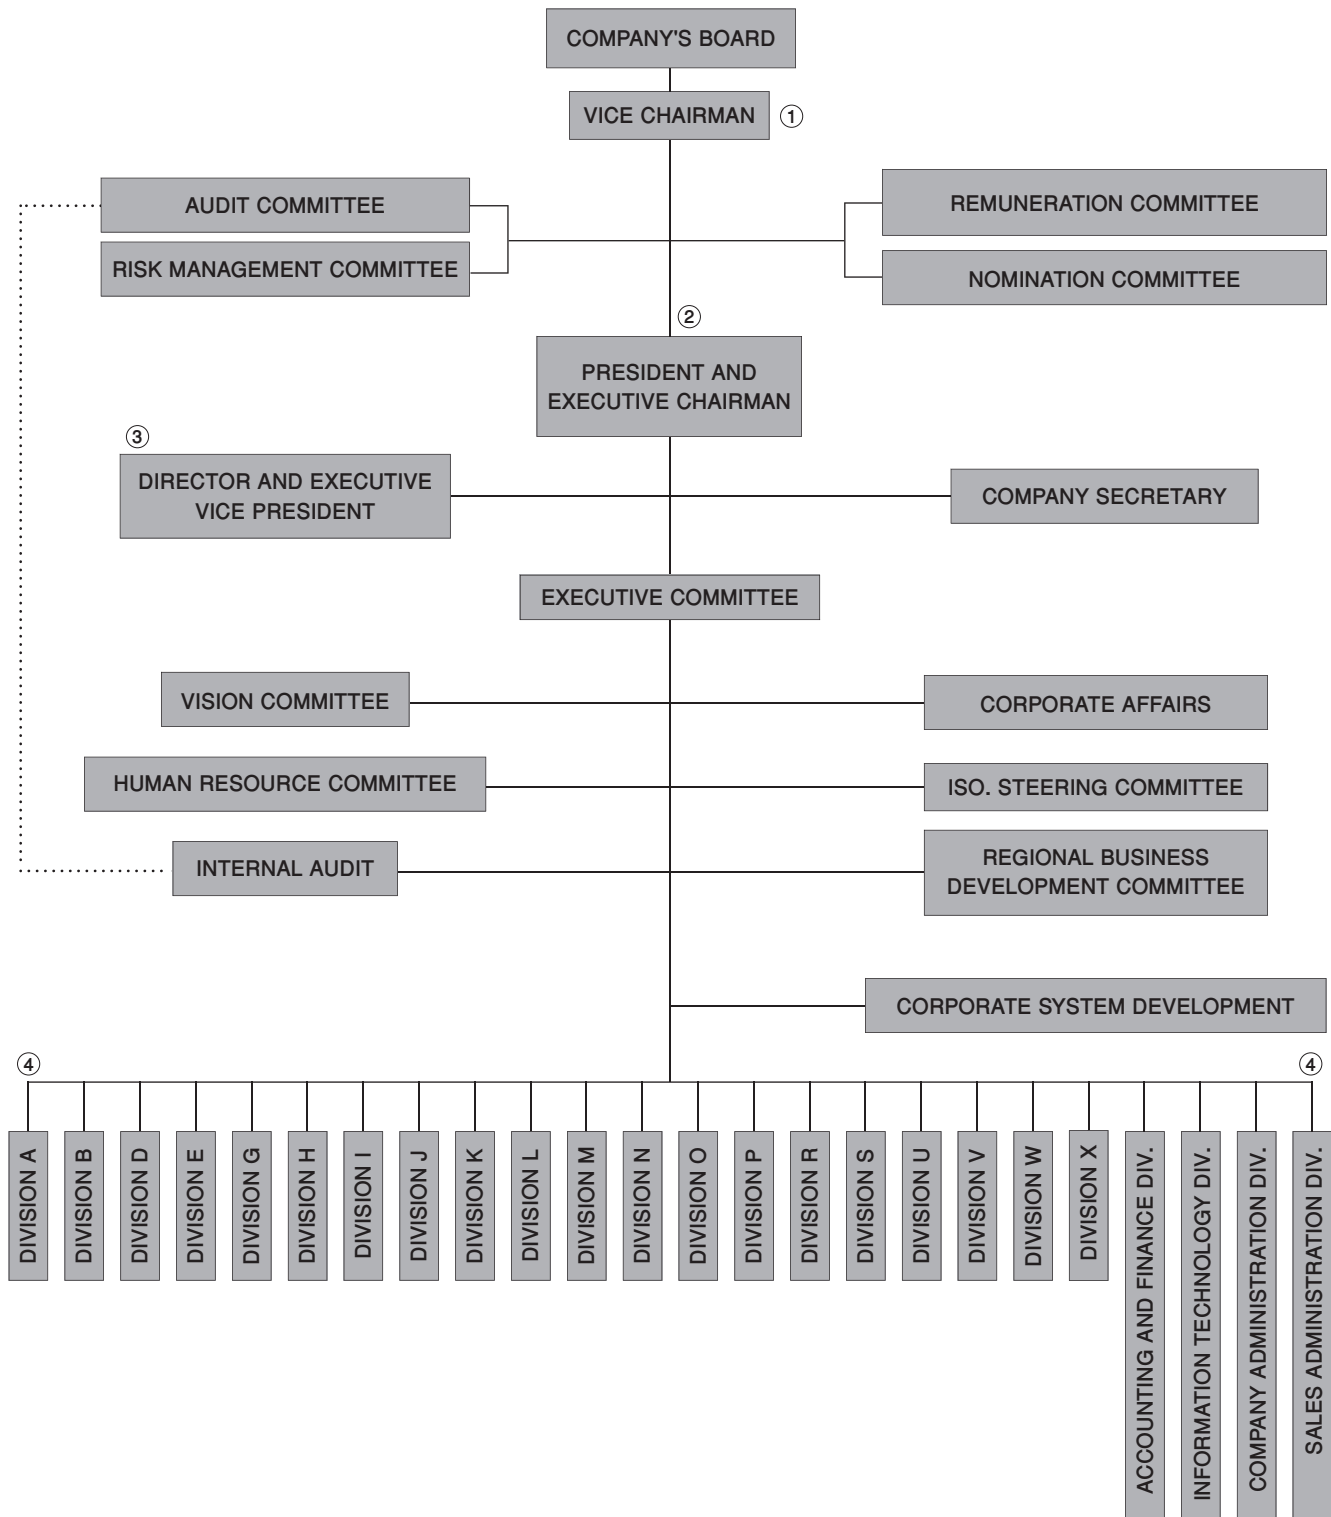 COMPANY'S BOARD
VICE CHAIRMAN
①
AUDIT COMMITTEE
REMUNERATION COMMITTEE
RISK MANAGEMENT COMMITTEE
NOMINATION COMMITTEE
②
PRESIDENT AND
EXECUTIVE CHAIRMAN
③
DIRECTOR AND EXECUTIVE
VICE PRESIDENT
COMPANY SECRETARY
EXECUTIVE COMMITTEE
VISION COMMITTEE
CORPORATE AFFAIRS
HUMAN RESOURCE COMMITTEE
ISO. STEERING COMMITTEE
INTERNAL AUDIT
REGIONAL BUSINESS
DEVELOPMENT COMMITTEE
CORPORATE SYSTEM DEVELOPMENT
④
④
DIVISION A
DIVISION B
DIVISION D
DIVISION E
DIVISION G
DIVISION H
DIVISION I
DIVISION J
DIVISION K
DIVISION L
DIVISION M
DIVISION N
DIVISION O
DIVISION P
DIVISION R
DIVISION S
DIVISION U
DIVISION V
DIVISION W
DIVISION X
ACCOUNTING AND FINANCE DIV.
INFORMATION TECHNOLOGY DIV.
COMPANY ADMINISTRATION DIV.
SALES ADMINISTRATION DIV.